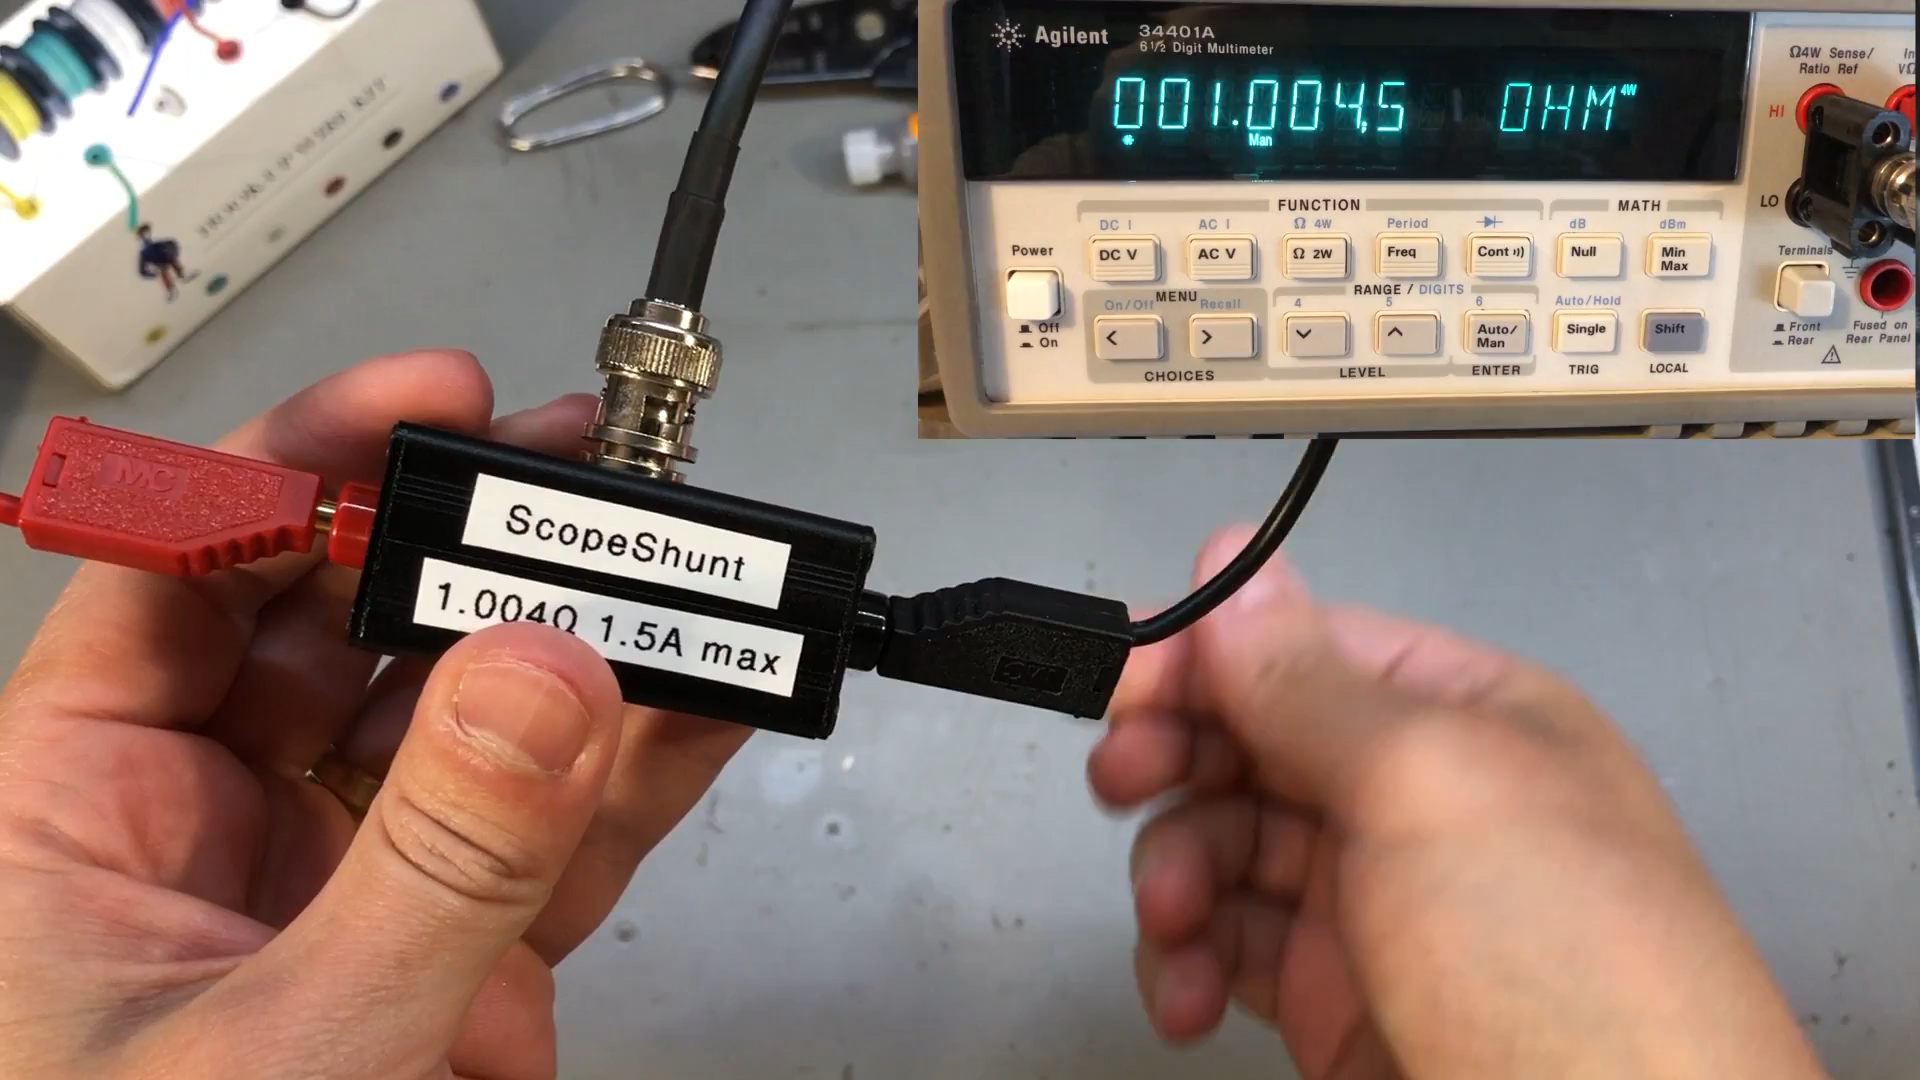 Agilent
34401A
6½ Digit Multimeter
001.004,5 OHM 4W
* Man
Ω4W Sense/
Ratio Ref
HI
LO
FUNCTION
MATH
DC I
AC I
Ω 4W
Period
dB
dBm
Power
DC V
AC V
Ω 2W
Freq
Cont
Null
Min
Max
Terminals
MENU
RANGE / DIGITS
On/Off
Recall
4
5
6
Auto/Hold
Off
On
<
>
Auto/
Man
Single
Shift
Front
Rear
Fused on
Rear Panel
CHOICES
LEVEL
ENTER
TRIG
LOCAL
MC
ScopeShunt
1.004Ω 1.5A max